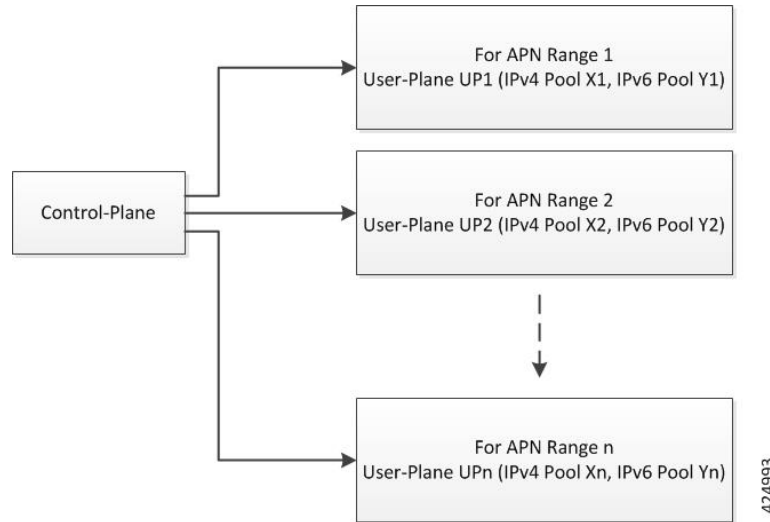 For APN Range 1
User-Plane UP1 (IPv4 Pool X1, IPv6 Pool Y1)
Control-Plane
For APN Range 2
User-Plane UP2 (IPv4 Pool X2, IPv6 Pool Y2)
For APN Range n
User-Plane UPn (IPv4 Pool Xn, IPv6 Pool Yn)
424993